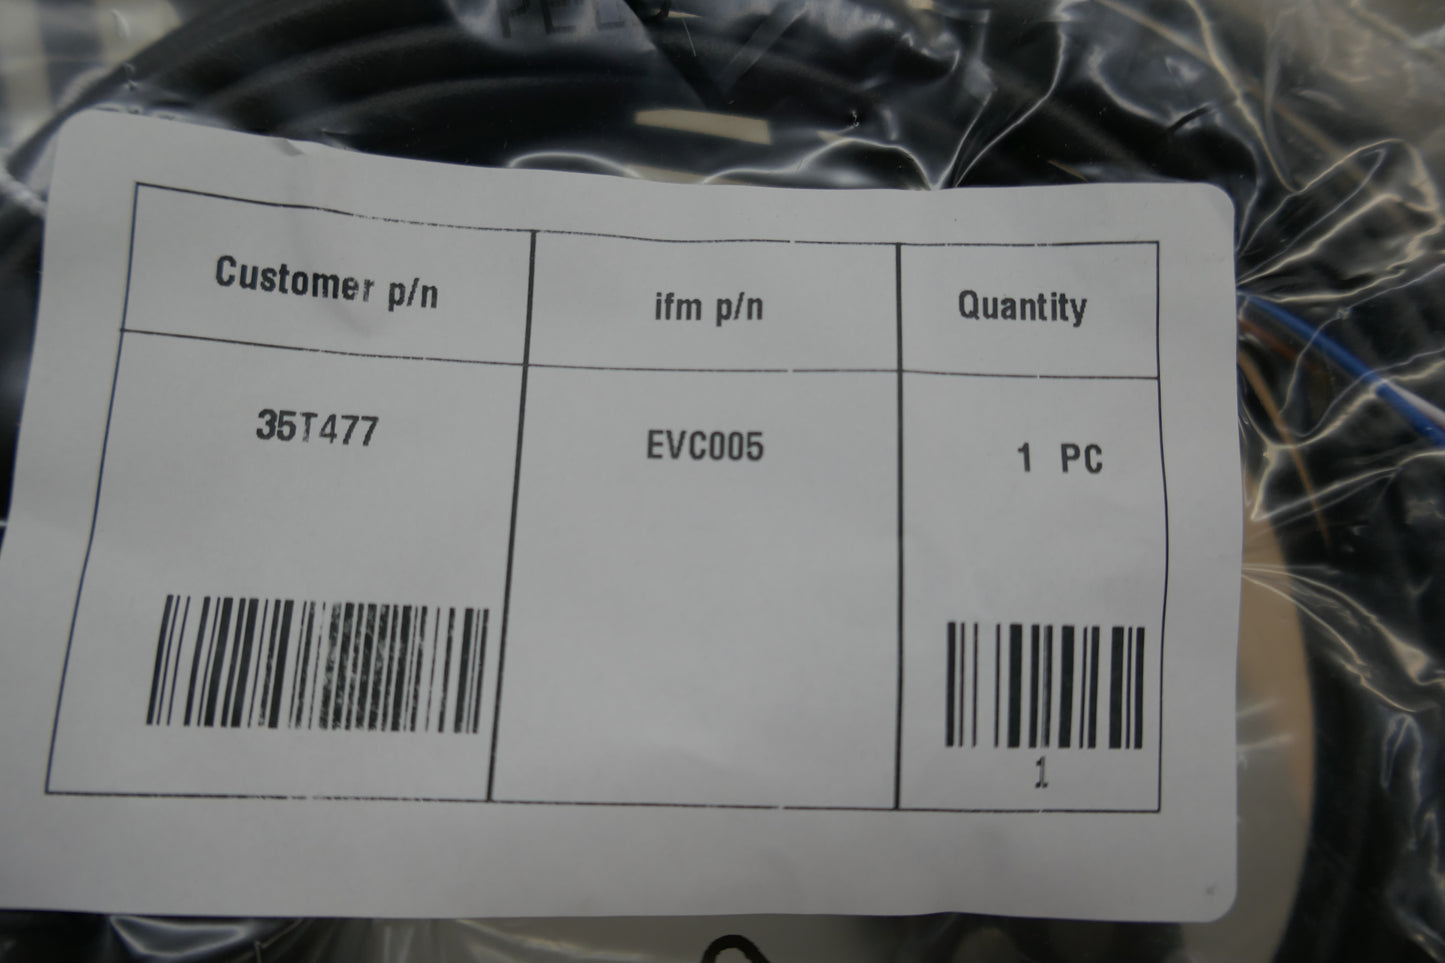 Customer p/n
ifm p/n
Quantity
35T477
EVC005
1 PC
1